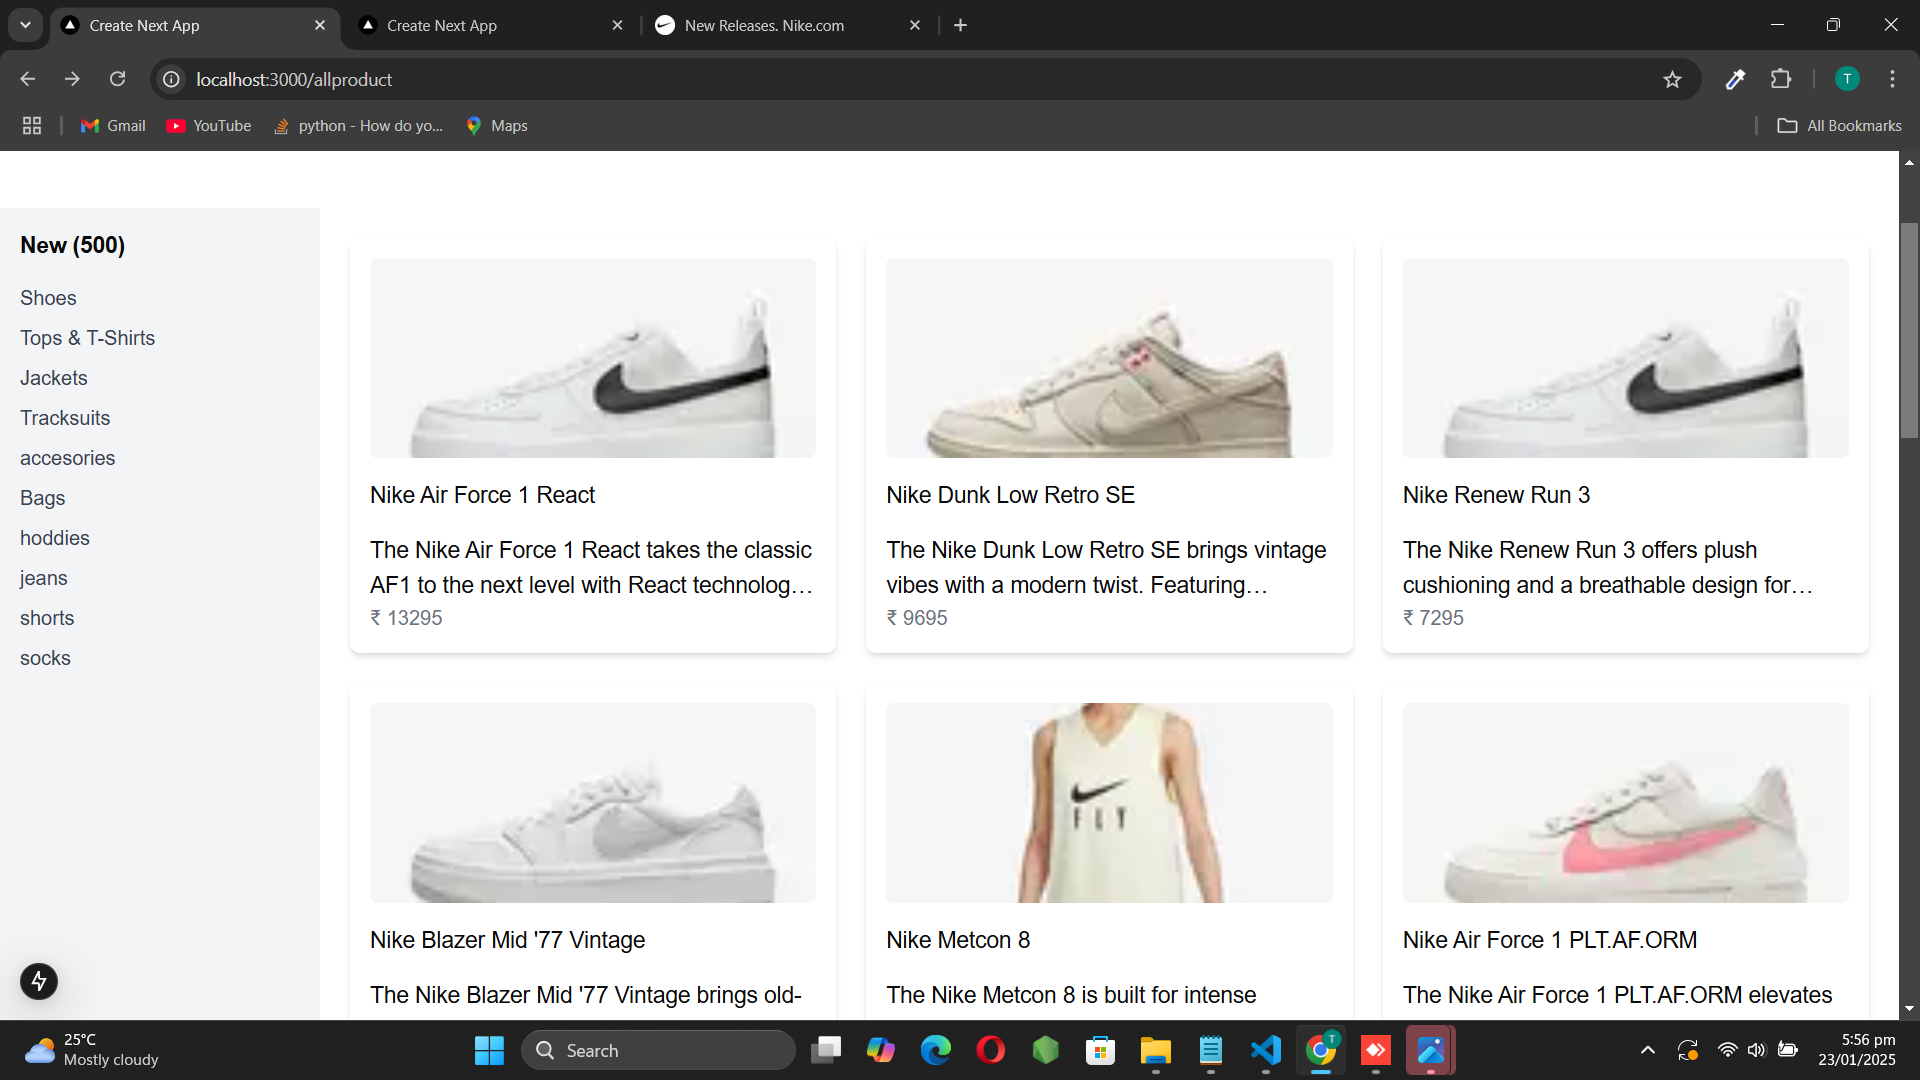 Create Next App
Create Next App
New Releases. Nike.com
localhost:3000/allproduct
T
Gmail
YouTube
python - How do yo...
Maps
All Bookmarks
New (500)
Shoes
Tops & T-Shirts
Jackets
Tracksuits
accesories
Bags
hoddies
jeans
shorts
socks
Nike Air Force 1 React
The Nike Air Force 1 React takes the classic
AF1 to the next level with React technolog...
₹ 13295
Nike Dunk Low Retro SE
The Nike Dunk Low Retro SE brings vintage
vibes with a modern twist. Featuring...
₹ 9695
Nike Renew Run 3
The Nike Renew Run 3 offers plush
cushioning and a breathable design for...
₹ 7295
Nike Blazer Mid '77 Vintage
The Nike Blazer Mid '77 Vintage brings old-
FLY
Nike Metcon 8
The Nike Metcon 8 is built for intense
Nike Air Force 1 PLT.AF.ORM
The Nike Air Force 1 PLT.AF.ORM elevates
25°C
Mostly cloudy
Search
T
5:56 pm
23/01/2025